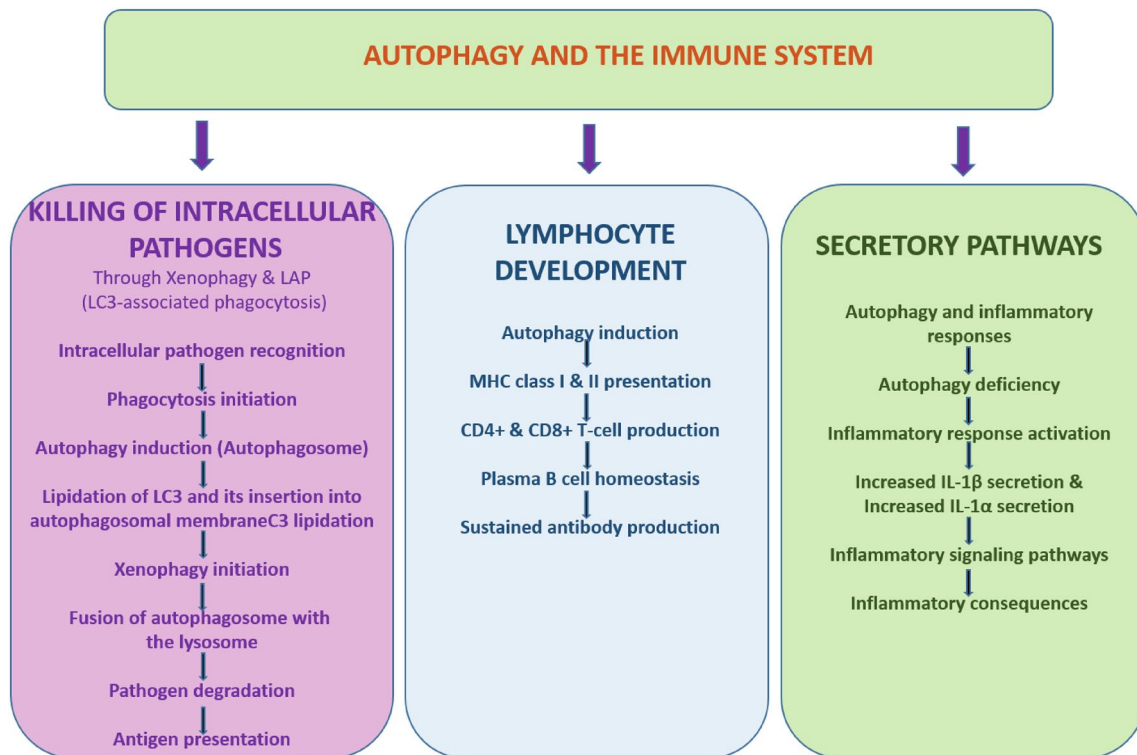 AUTOPHAGY AND THE IMMUNE SYSTEM
KILLING OF INTRACELLULAR
PATHOGENS
Through Xenophagy & LAP
(LC3-associated phagocytosis)
Intracellular pathogen recognition
Phagocytosis initiation
Autophagy induction (Autophagosome)
Lipidation of LC3 and its insertion into
autophagosomal membraneC3 lipidation
Xenophagy initiation
Fusion of autophagosome with
the lysosome
Pathogen degradation
Antigen presentation
LYMPHOCYTE
DEVELOPMENT
Autophagy induction
MHC class I & II presentation
CD4+ & CD8+ T-cell production
Plasma B cell homeostasis
Sustained antibody production
SECRETORY PATHWAYS
Autophagy and inflammatory
responses
Autophagy deficiency
Inflammatory response activation
Increased IL-1β secretion &
Increased IL-1α secretion
Inflammatory signaling pathways
Inflammatory consequences